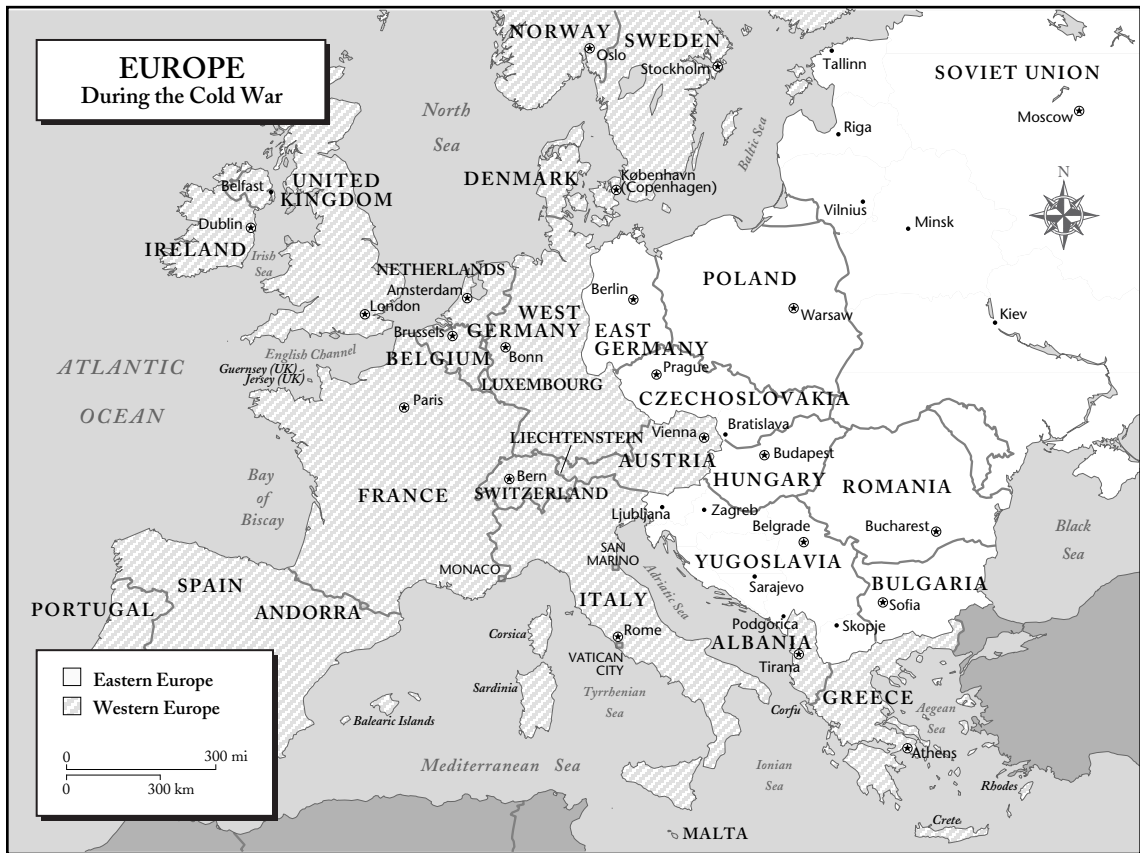 EUROPE
During the Cold War
NORWAY
Oslo
SWEDEN
Stockholm
Tallinn
SOVIET UNION
Moscow
North
Sea
Baltic Sea
Riga
N
DENMARK
København
(Copenhagen)
Belfast
UNITED
KINGDOM
Vilnius
Minsk
Dublin
IRELAND
Irish
Sea
NETHERLANDS
Amsterdam
London
Berlin
POLAND
Warsaw
Kiev
WEST
GERMANY
EAST
GERMANY
Brussels
BELGIUM
Bonn
English Channel
Guernsey (UK)
Jersey (UK)
ATLANTIC
OCEAN
LUXEMBOURG
Prague
CZECHOSLOVAKIA
Paris
Bratislava
Vienna
LIECHTENSTEIN
AUSTRIA
Budapest
HUNGARY
Bay
of
Biscay
FRANCE
Bern
SWITZERLAND
ROMANIA
Ljubljana
Zagreb
Belgrade
Bucharest
Black
Sea
SAN
MARINO
YUGOSLAVIA
MONACO
Adriatic Sea
Sarajevo
BULGARIA
Sofia
SPAIN
PORTUGAL
ANDORRA
ITALY
Podgorica
Skopje
Corsica
Rome
ALBANIA
Tirana
VATICAN
CITY
Eastern Europe
Western Europe
Sardinia
Tyrrhenian
Sea
GREECE
Corfu
Aegean
Sea
Balearic Islands
0
300 mi
0
300 km
Athens
Mediterranean Sea
Ionian
Sea
Rhodes
Crete
MALTA